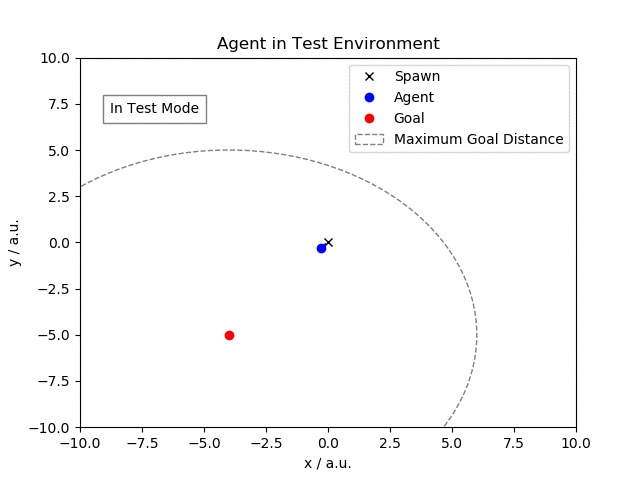 Agent in Test Environment
10.0
7.5
5.0
2.5
0.0
−2.5
−5.0
−7.5
−10.0
y / a.u.
In Test Mode
Spawn
Agent
Goal
Maximum Goal Distance
−10.0 −7.5 −5.0 −2.5 0.0 2.5 5.0 7.5 10.0
x / a.u.